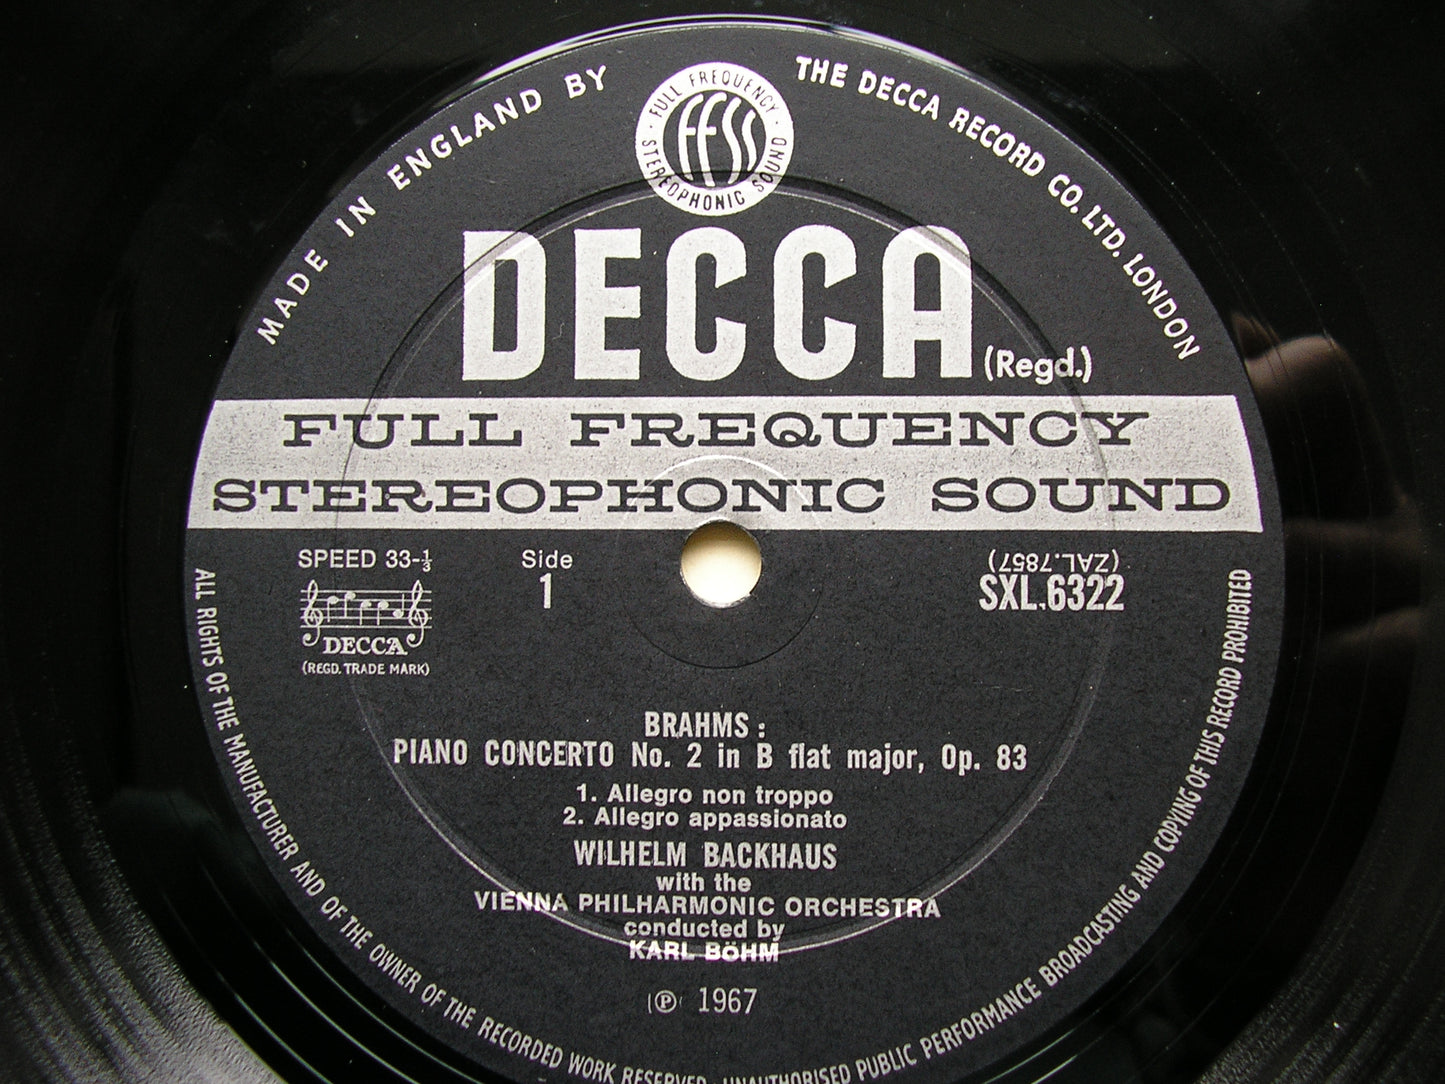 MADE IN ENGLAND BY
THE DECCA RECORD CO. LTD. LONDON
FULL FREQUENCY
FFSS
STEREOPHONIC SOUND
DECCA (Regd.)
FULL FREQUENCY
STEREOPHONIC SOUND
SPEED 33-⅓
Side
1
(ZAL.7857)
SXL.6322
DECCA
(REGD. TRADE MARK)
BRAHMS :
PIANO CONCERTO No. 2 in B flat major, Op. 83
1. Allegro non troppo
2. Allegro appassionato
WILHELM BACKHAUS
with the
VIENNA PHILHARMONIC ORCHESTRA
conducted by
KARL BÖHM
℗ 1967
ALL RIGHTS OF THE MANUFACTURER AND OF THE OWNER OF THE RECORDED WORK RESERVED UNAUTHORISED PUBLIC PERFORMANCE BROADCASTING AND COPYING OF THIS RECORD PROHIBITED